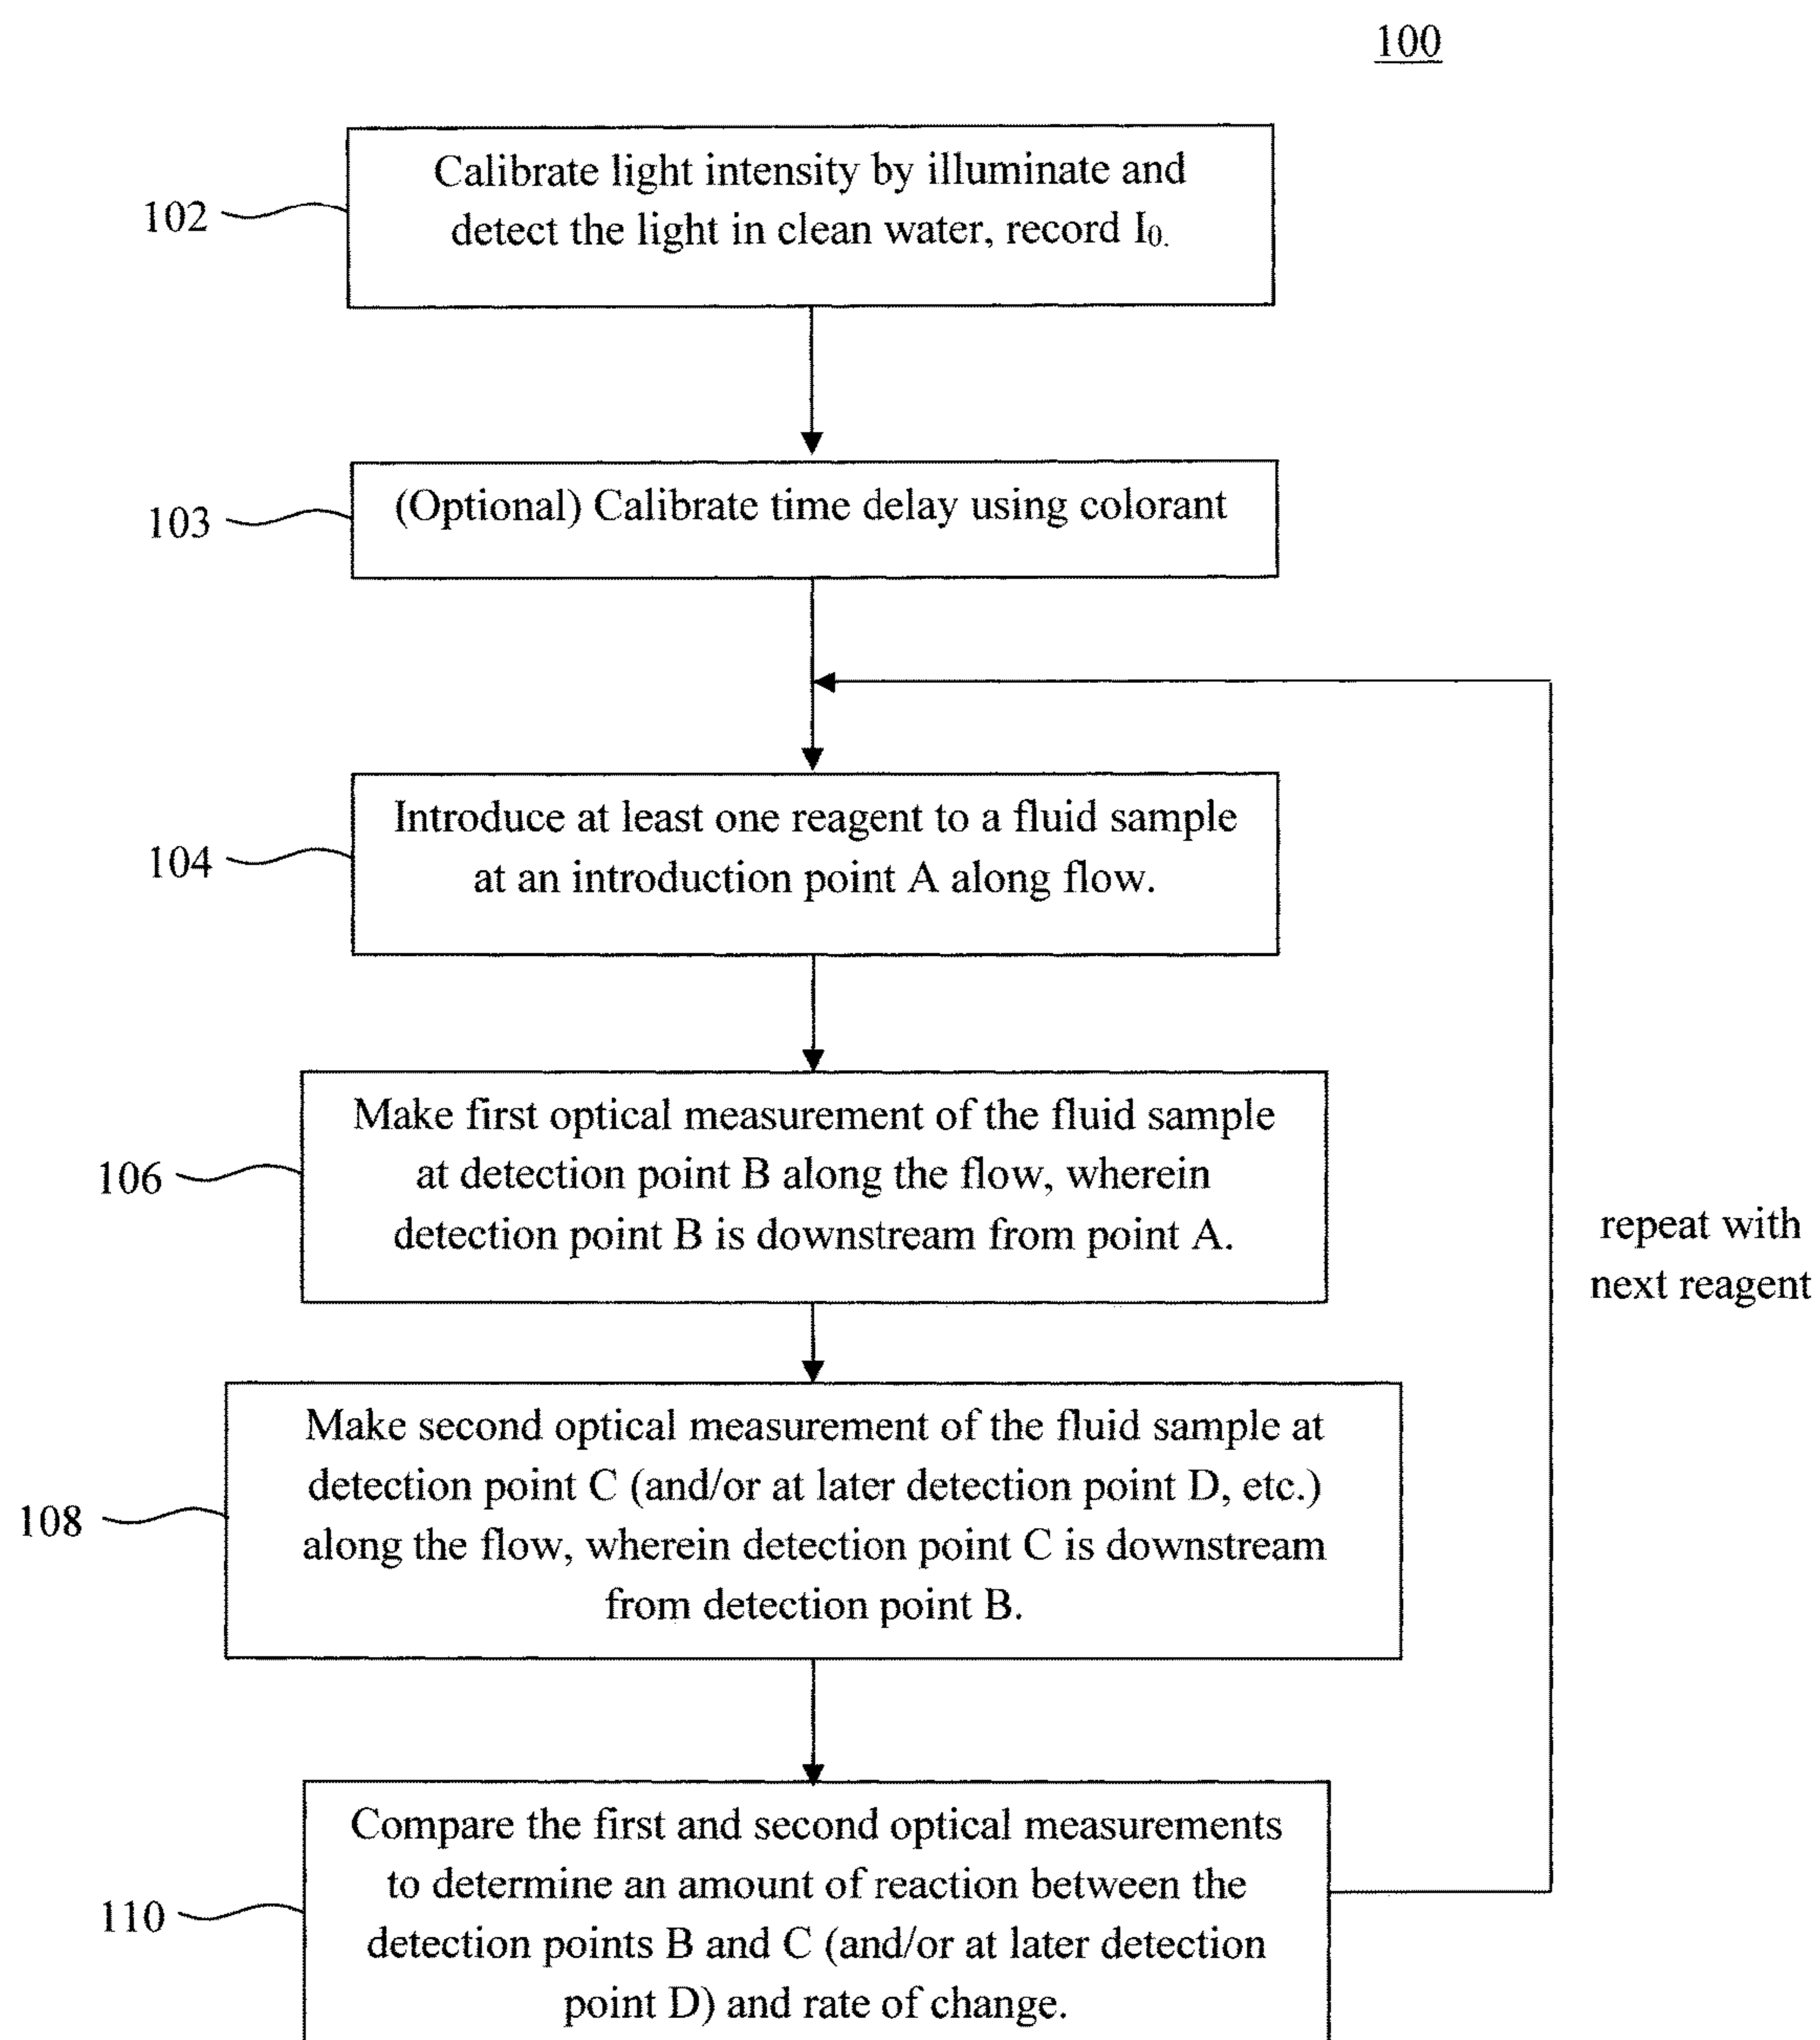 100
102
Calibrate light intensity by illuminate and
detect the light in clean water, record I₀.
103
(Optional) Calibrate time delay using colorant
104
Introduce at least one reagent to a fluid sample
at an introduction point A along flow.
106
Make first optical measurement of the fluid sample
at detection point B along the flow, wherein
detection point B is downstream from point A.
repeat with
next reagent
108
Make second optical measurement of the fluid sample at
detection point C (and/or at later detection point D, etc.)
along the flow, wherein detection point C is downstream
from detection point B.
110
Compare the first and second optical measurements
to determine an amount of reaction between the
detection points B and C (and/or at later detection
point D) and rate of change.